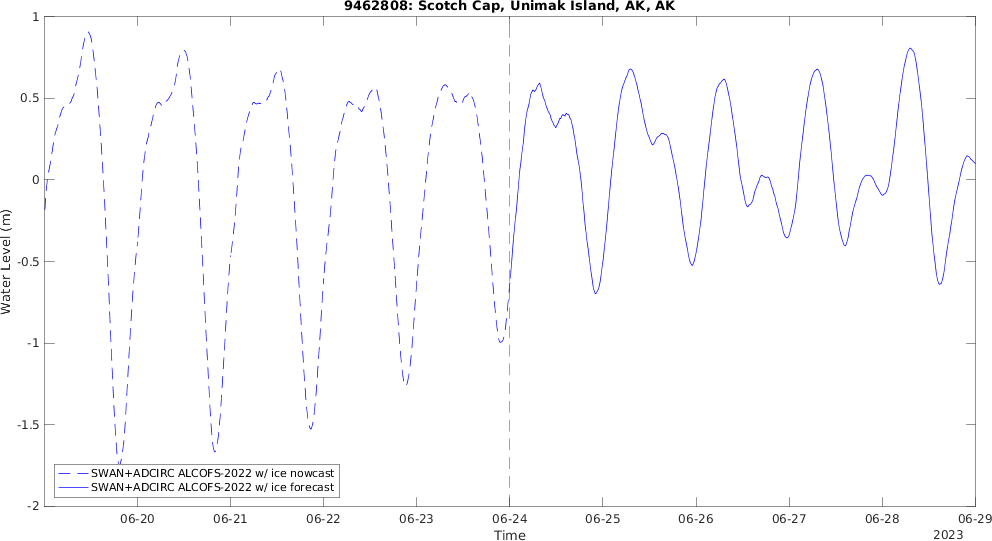 9462808: Scotch Cap, Unimak Island, AK, AK
1
0.5
0
-0.5
-1
-1.5
-2
Water Level (m)
SWAN+ADCIRC ALCOFS-2022 w/ ice nowcast
SWAN+ADCIRC ALCOFS-2022 w/ ice forecast
06-20 06-21 06-22 06-23 06-24 06-25 06-26 06-27 06-28 06-29
Time
2023